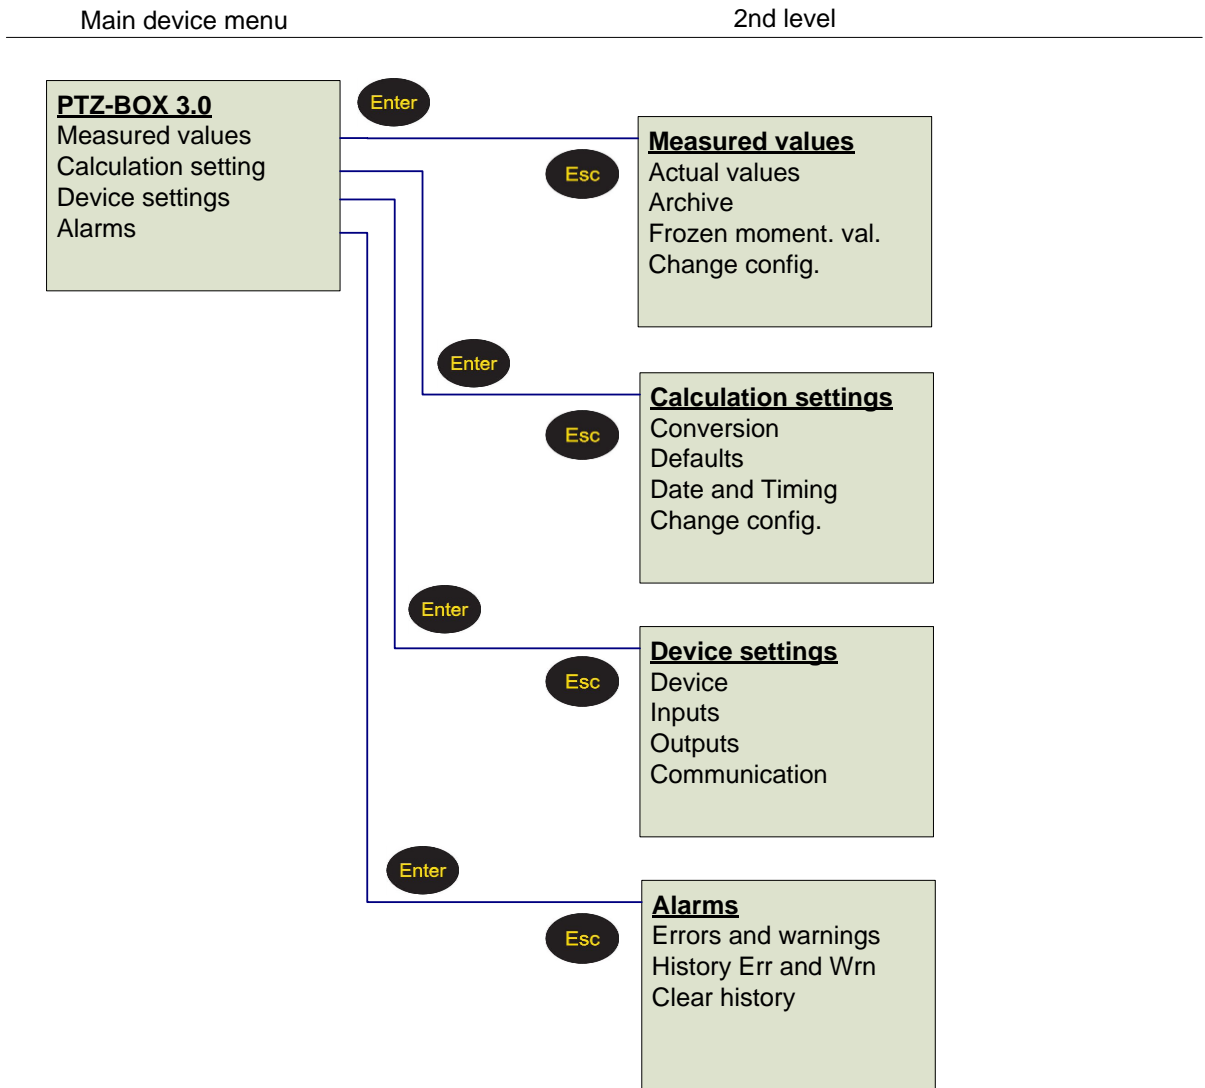 Main device menu
2nd level
PTZ-BOX 3.0
Measured values
Calculation setting
Device settings
Alarms
Enter
Esc
Measured values
Actual values
Archive
Frozen moment. val.
Change config.
Enter
Esc
Calculation settings
Conversion
Defaults
Date and Timing
Change config.
Enter
Esc
Device settings
Device
Inputs
Outputs
Communication
Enter
Esc
Alarms
Errors and warnings
History Err and Wrn
Clear history